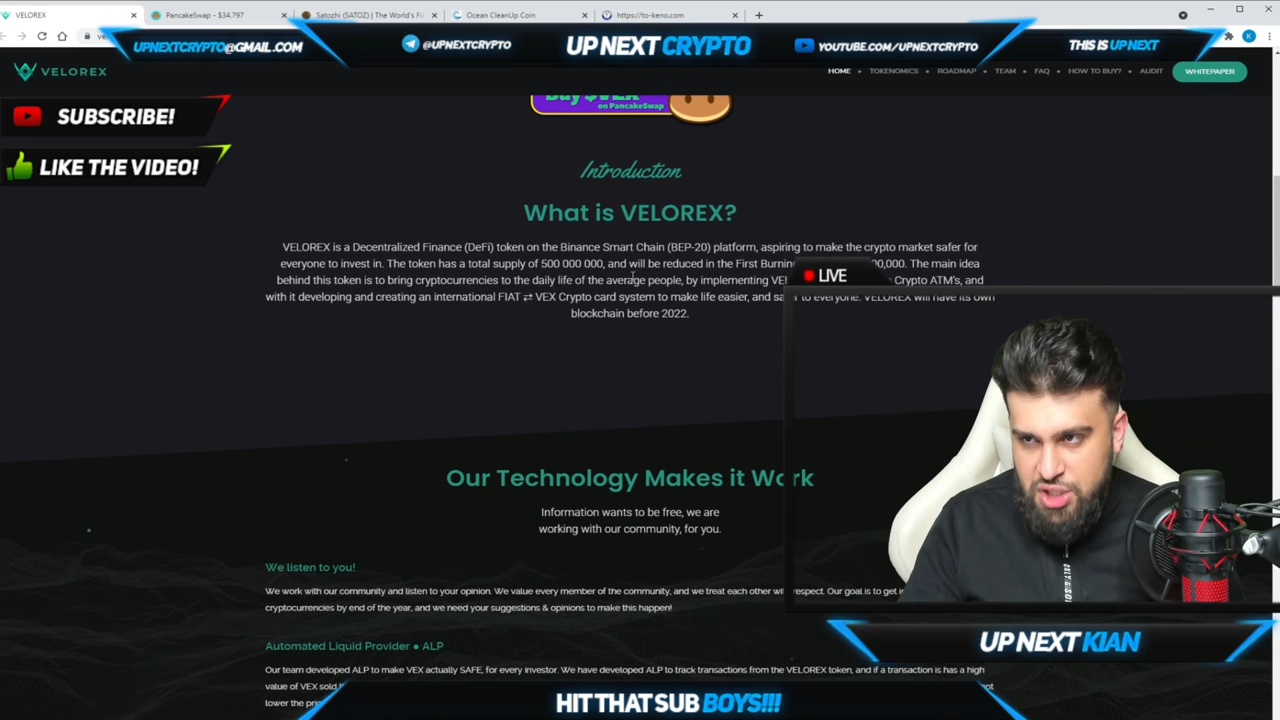 VELOREX
PancakeSwap - $34.797
Satozhi (SATOZ) | The World's Fi
Ocean CleanUp Coin
https://to-keno.com
K
UPNEXTCRYPTO@GMAIL.COM
@UPNEXTCRYPTO
UP NEXT CRYPTO
YOUTUBE.COM/UPNEXTCRYPTO
THIS IS UP NEXT
VELOREX
HOME
TOKENOMICS
ROADMAP
TEAM
FAQ
HOW TO BUY?
AUDIT
WHITEPAPER
SUBSCRIBE!
LIKE THE VIDEO!
Buy $VEX
on PancakeSwap
Introduction
What is VELOREX?
VELOREX is a Decentralized Finance (DeFi) token on the Binance Smart Chain (BEP-20) platform, aspiring to make the crypto market safer for
everyone to invest in. The token has a total supply of 500 000 000, and will be reduced in the First Burnin 00,000. The main idea
behind this token is to bring cryptocurrencies to the daily life of the average people, by implementing VEL Crypto ATM's, and
with it developing and creating an international FIAT ⇄ VEX Crypto card system to make life easier, and safer to everyone. VELOREX will have its own
blockchain before 2022.
LIVE
Our Technology Makes it Work
Information wants to be free, we are
working with our community, for you.
We listen to you!
We work with our community and listen to your opinion. We value every member of the community, and we treat each other wi respect. Our goal is to get i
cryptocurrencies by end of the year, and we need your suggestions & opinions to make this happen!
Automated Liquid Provider ● ALP
Our team developed ALP to make VEX actually SAFE, for every investor. We have developed ALP to track transactions from the VELOREX token, and if a transaction is has a high
value of VEX sold not
lower the pri
UP NEXT KIAN
HIT THAT SUB BOYS!!!